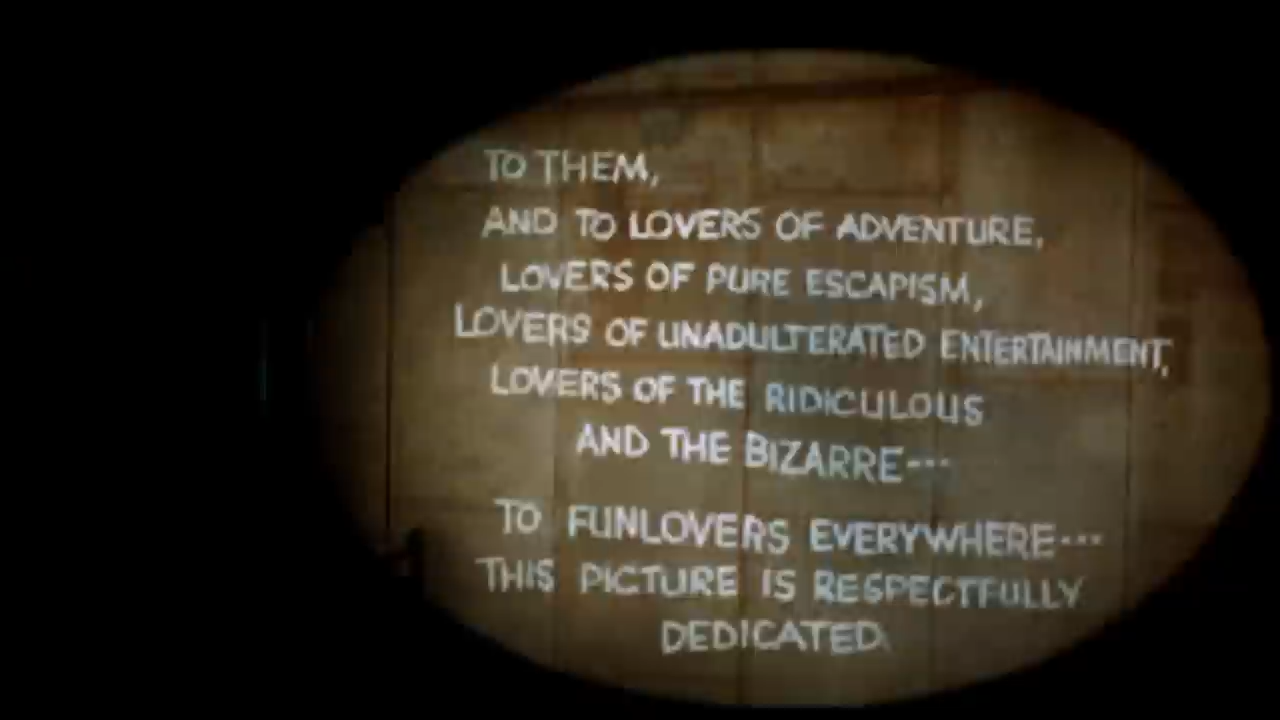 TO THEM,
AND TO LOVERS OF ADVENTURE,
LOVERS OF PURE ESCAPISM,
LOVERS OF UNADULTERATED ENTERTAINMENT,
LOVERS OF THE RIDICULOUS
AND THE BIZARRE---
TO FUNLOVERS EVERYWHERE---
THIS PICTURE IS RESPECTFULLY
DEDICATED.